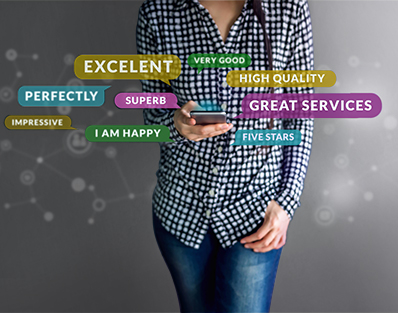 VERY GOOD
EXCELENT
HIGH QUALITY
PERFECTLY
SUPERB
GREAT SERVICES
IMPRESSIVE
I AM HAPPY
FIVE STARS